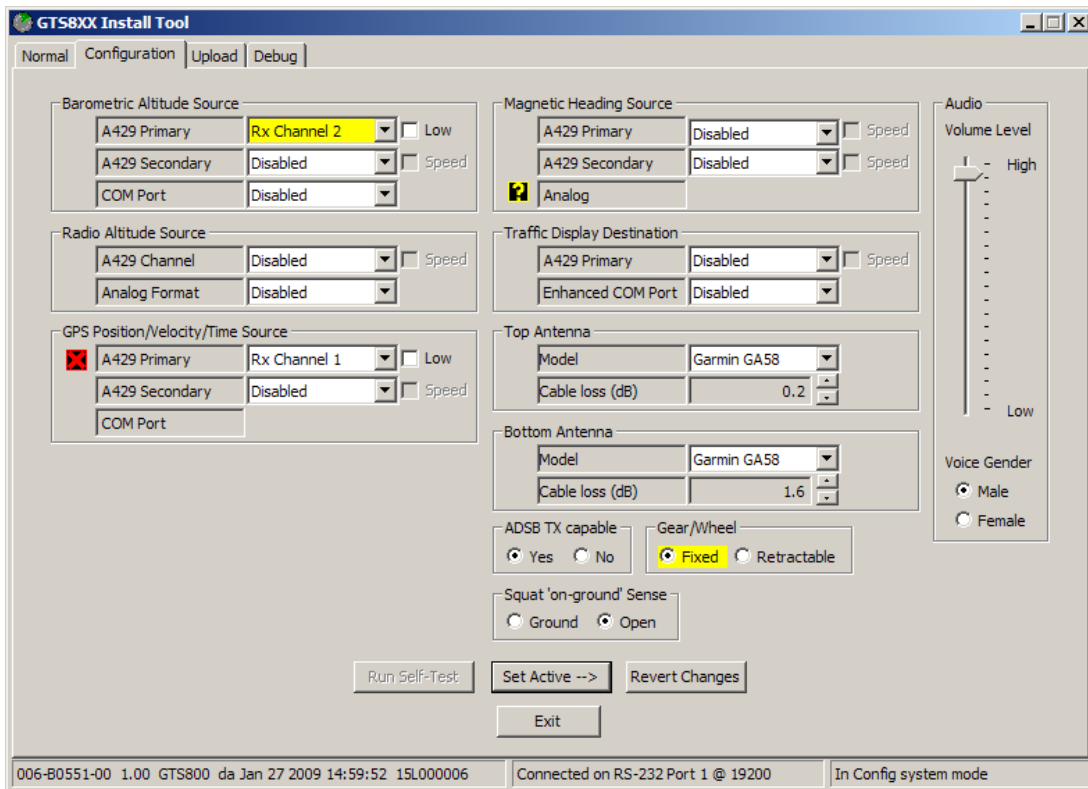 GTS8XX Install Tool
Normal Configuration Upload Debug
Barometric Altitude Source
A429 Primary Rx Channel 2 Low
A429 Secondary Disabled Speed
COM Port Disabled
Radio Altitude Source
A429 Channel Disabled Speed
Analog Format Disabled
GPS Position/Velocity/Time Source
A429 Primary Rx Channel 1 Low
A429 Secondary Disabled Speed
COM Port
Magnetic Heading Source
A429 Primary Disabled Speed
A429 Secondary Disabled Speed
? Analog
Traffic Display Destination
A429 Primary Disabled Speed
Enhanced COM Port Disabled
Top Antenna
Model Garmin GA58
Cable loss (dB) 0.2
Bottom Antenna
Model Garmin GA58
Cable loss (dB) 1.6
ADSB TX capable
Yes No
Gear/Wheel
Fixed Retractable
Squat 'on-ground' Sense
Ground Open
Audio
Volume Level
High
Low
Voice Gender
Male
Female
Run Self-Test Set Active --> Revert Changes
Exit
006-B0551-00 1.00 GTS800 da Jan 27 2009 14:59:52 15L000006 Connected on RS-232 Port 1 @ 19200 In Config system mode